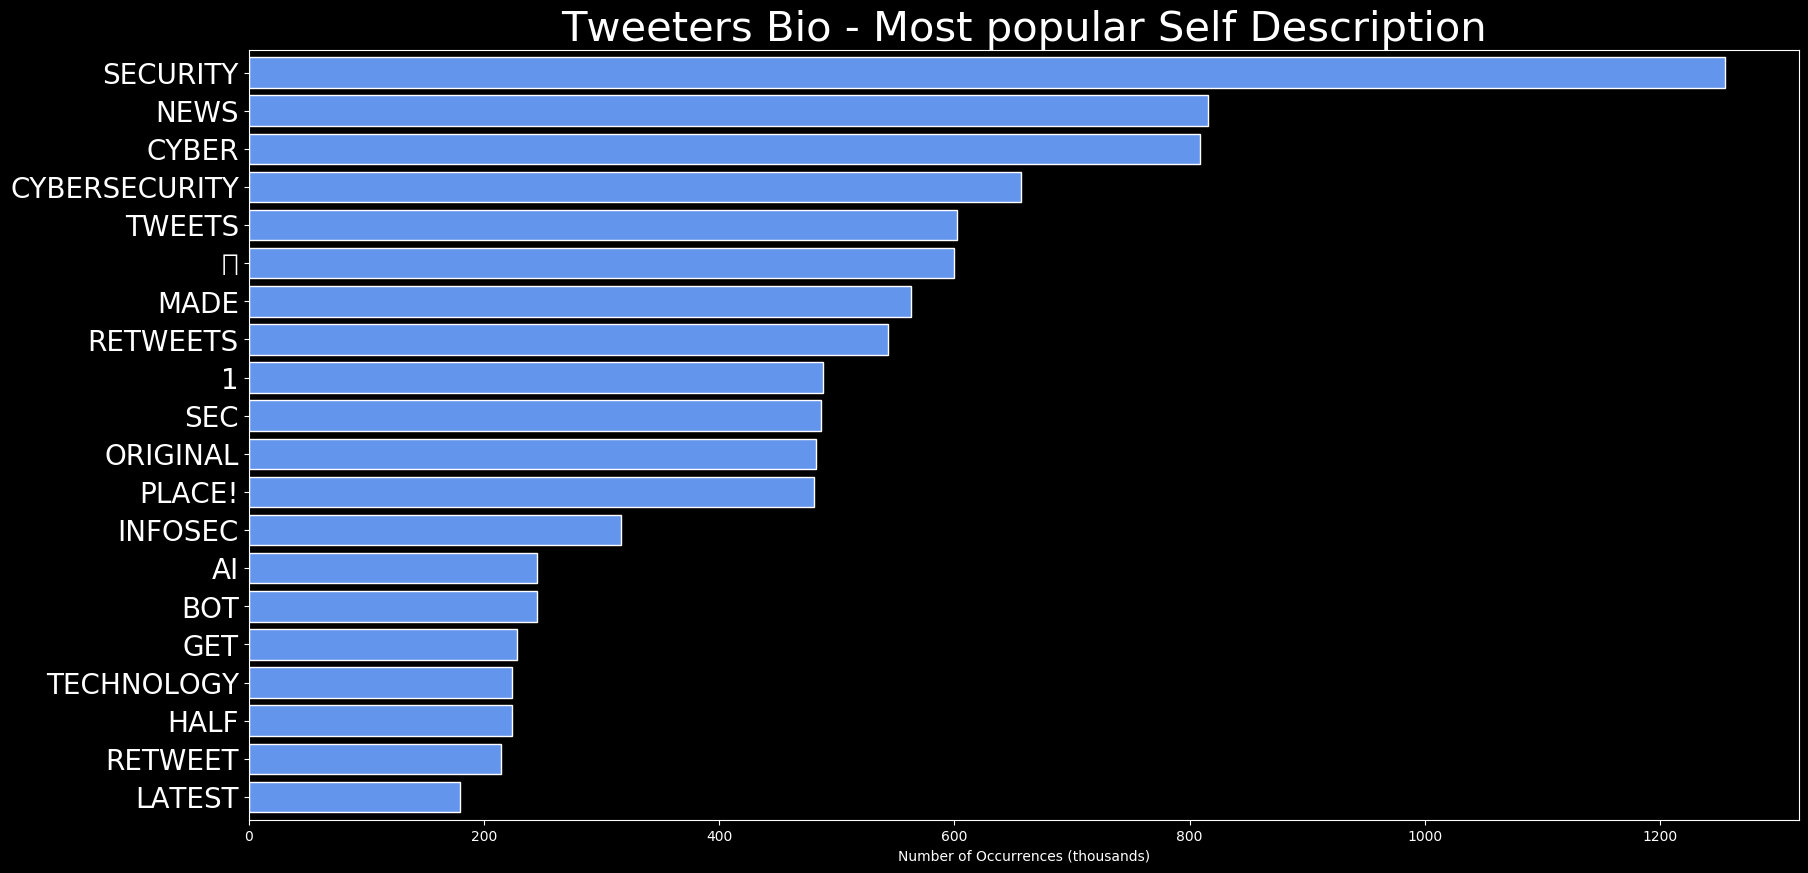 Tweeters Bio - Most popular Self Description
SECURITY
NEWS
CYBER
CYBERSECURITY
TWEETS
MADE
RETWEETS
1
SEC
ORIGINAL
PLACE!
INFOSEC
AI
BOT
GET
TECHNOLOGY
HALF
RETWEET
LATEST
0 200 400 600 800 1000 1200
Number of Occurrences (thousands)